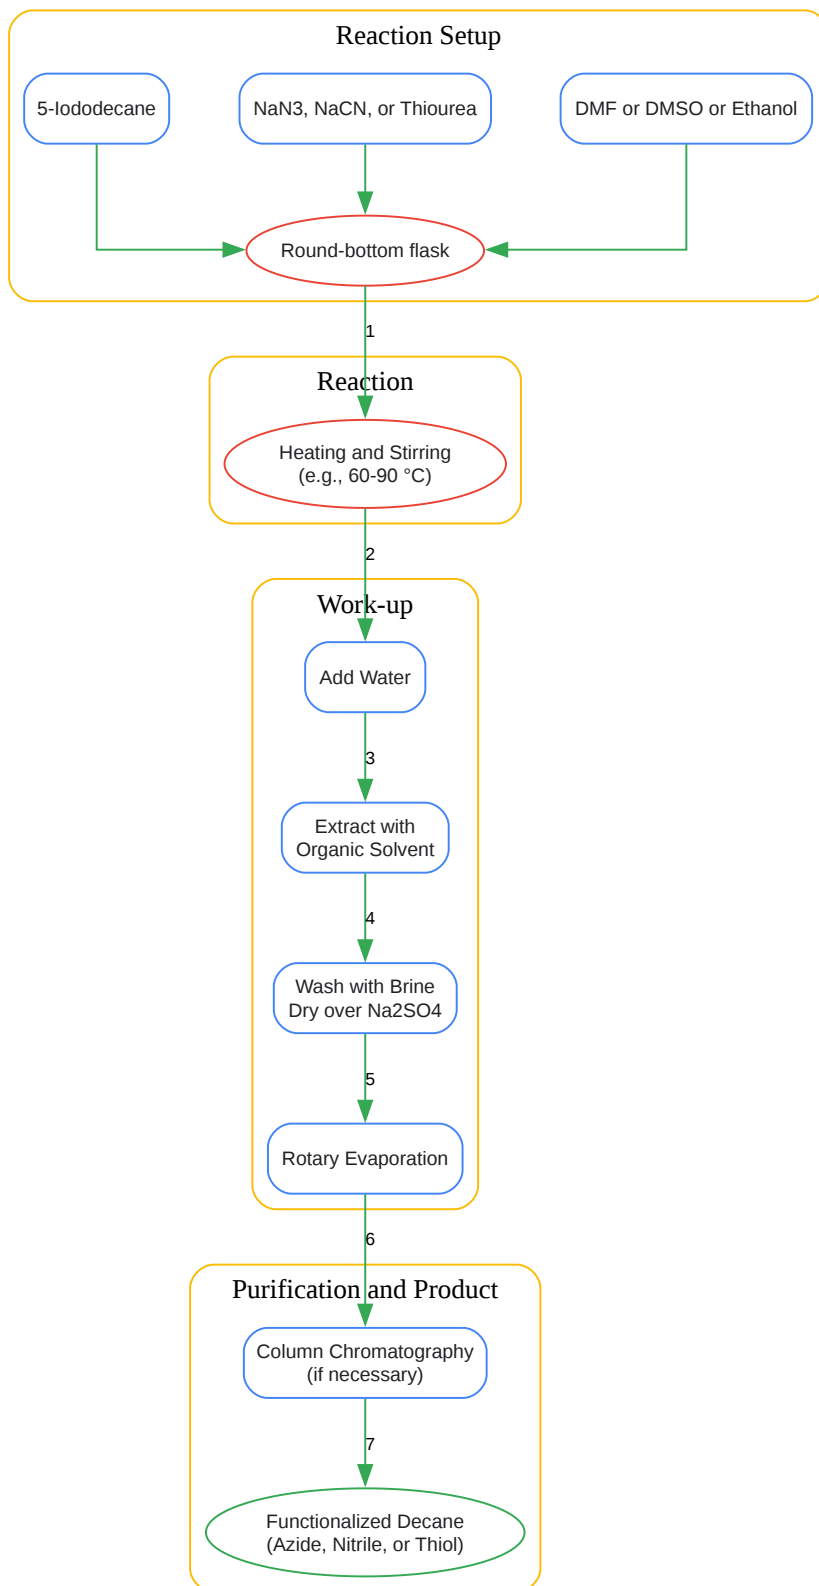 Reaction Setup
5-Iododecane
NaN3, NaCN, or Thiourea
DMF or DMSO or Ethanol
Round-bottom flask
1
Reaction
Heating and Stirring
(e.g., 60-90 °C)
2
Work-up
Add Water
3
Extract with
Organic Solvent
4
Wash with Brine
Dry over Na2SO4
5
Rotary Evaporation
6
Purification and Product
Column Chromatography
(if necessary)
7
Functionalized Decane
(Azide, Nitrile, or Thiol)